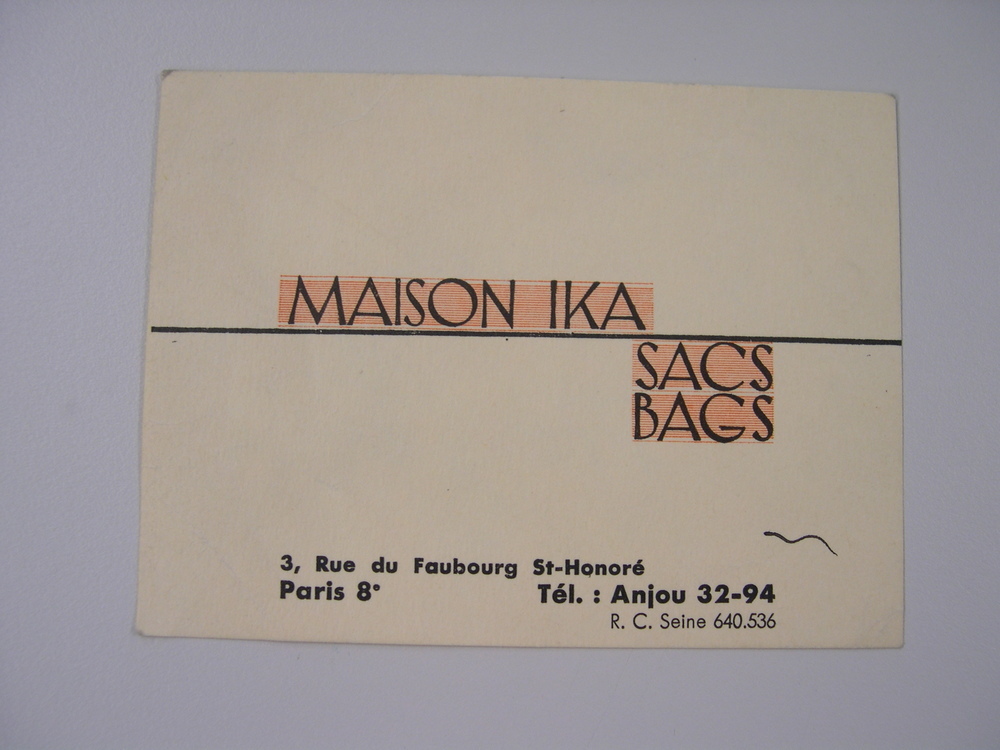 MAISON IKA
SACS
BAGS
3, Rue du Faubourg St-Honoré
Paris 8e Tél. : Anjou 32-94
R. C. Seine 640.536